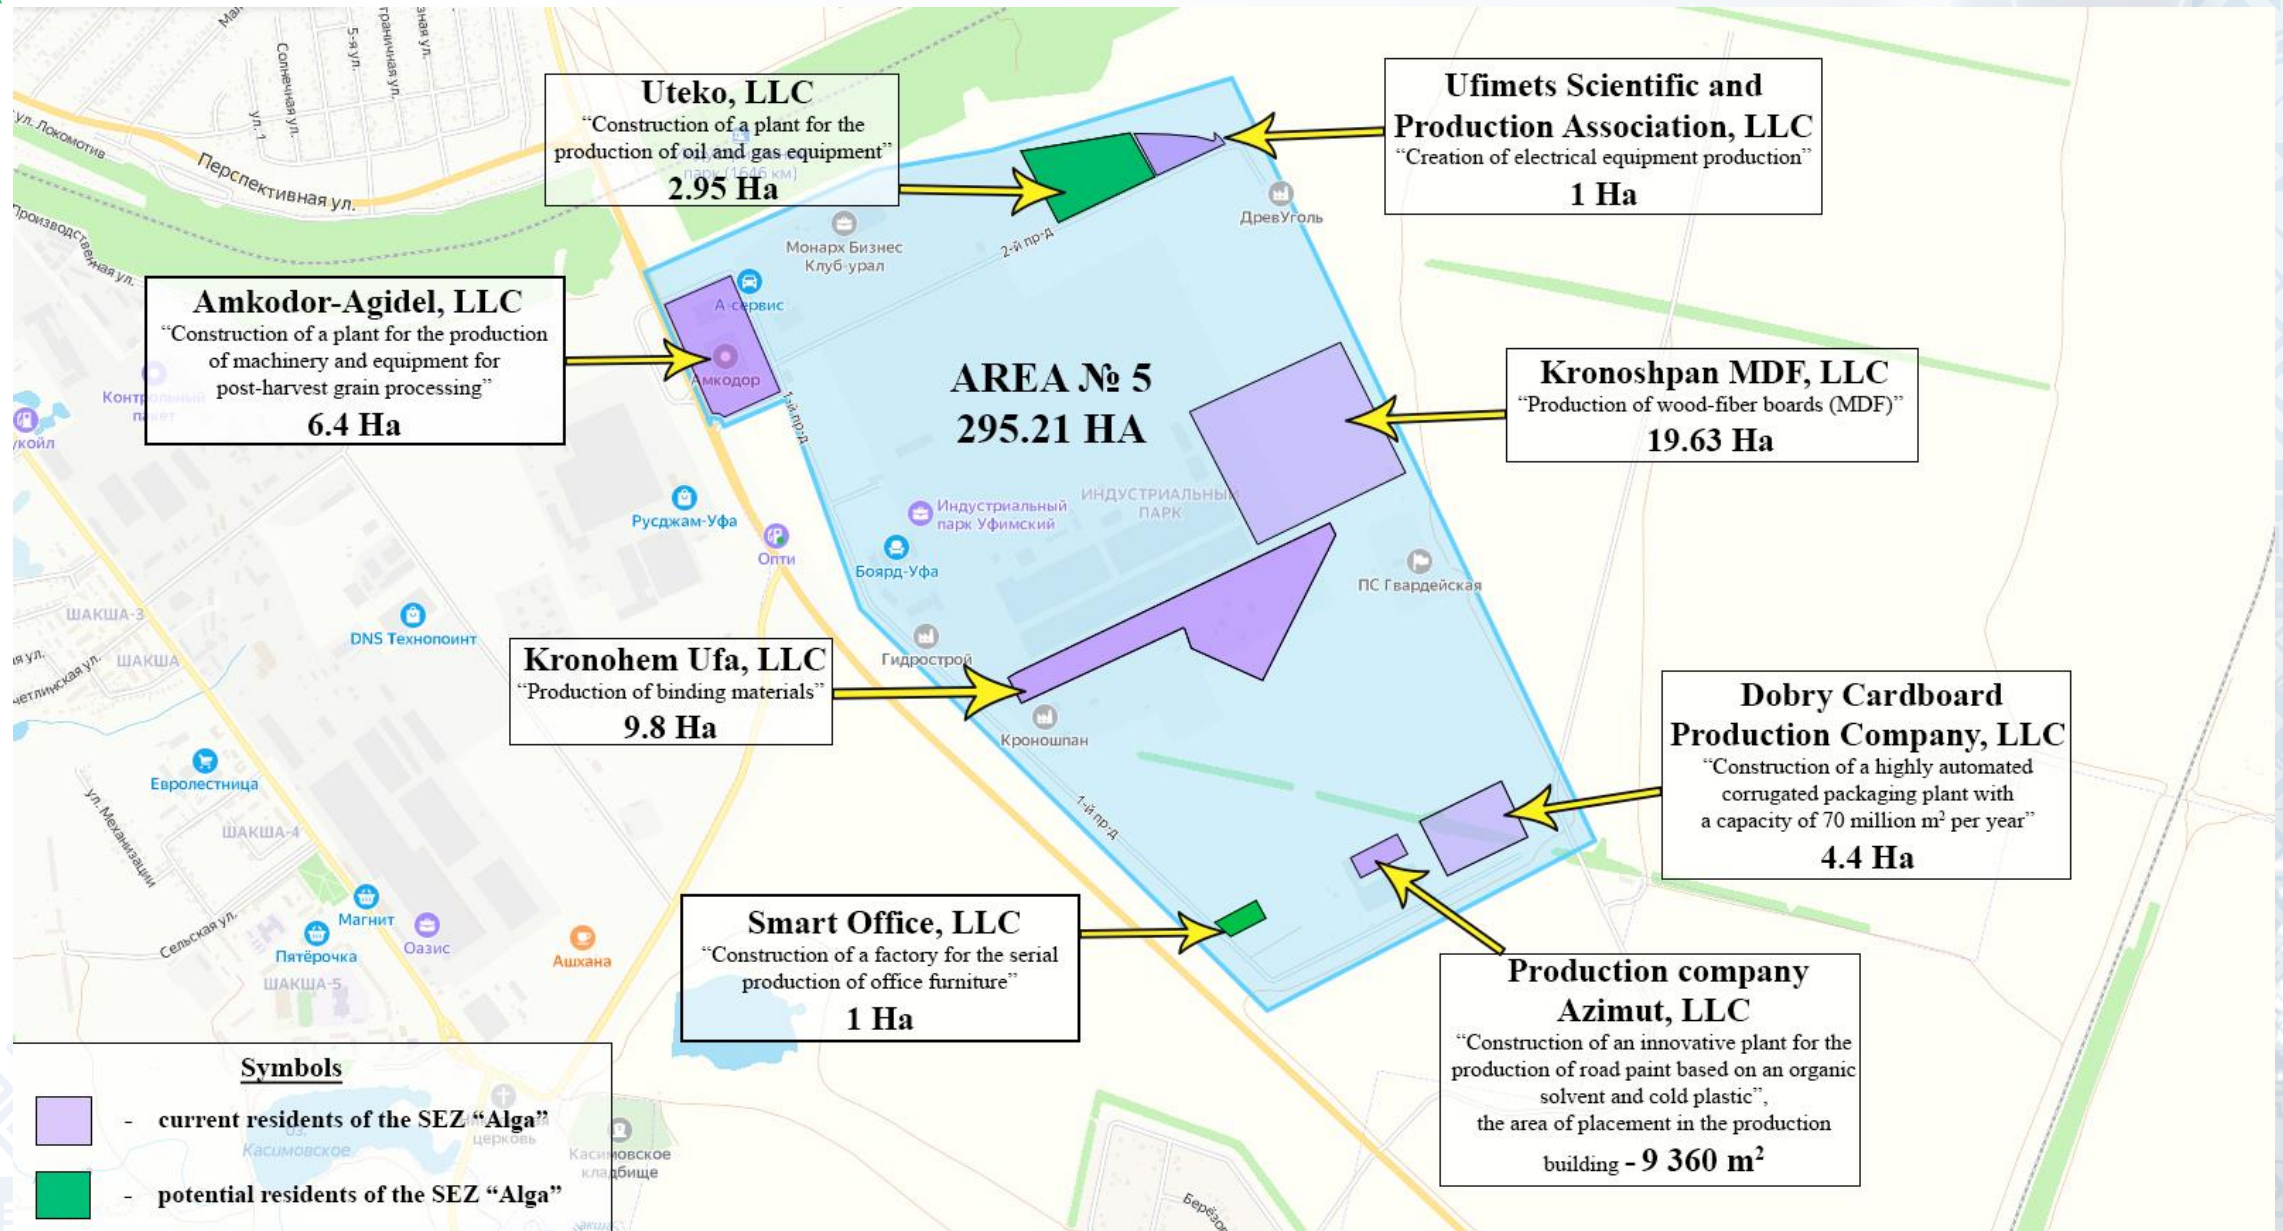 Uteko, LLC
“Construction of a plant for the
production of oil and gas equipment”
2.95 Ha
Ufimets Scientific and
Production Association, LLC
“Creation of electrical equipment production”
1 Ha
Amkodor-Agidel, LLC
“Construction of a plant for the production
of machinery and equipment for
post-harvest grain processing”
6.4 Ha
AREA № 5
295.21 HA
Kronoshpan MDF, LLC
“Production of wood-fiber boards (MDF)”
19.63 Ha
Kronohem Ufa, LLC
“Production of binding materials”
9.8 Ha
Dobry Cardboard
Production Company, LLC
“Construction of a highly automated
corrugated packaging plant with
a capacity of 70 million m² per year”
4.4 Ha
Smart Office, LLC
“Construction of a factory for the serial
production of office furniture”
1 Ha
Production company
Azimut, LLC
“Construction of an innovative plant for the
production of road paint based on an organic
solvent and cold plastic”,
the area of placement in the production
building - 9 360 m²
Symbols
- current residents of the SEZ “Alga”
- potential residents of the SEZ “Alga”
Солнечная ул.
5-я ул.
ул. 1
ул. Локомотив
Перспективная ул.
Производственная ул.
парк (1646 км)
Монарх Бизнес
Клуб-урал
2-й пр-д
ДревУголь
А-сервис
Амкодор
1-й пр-д
Русджам-Уфа
Опти
Индустриальный
парк Уфимский
ИНДУСТРИАЛЬНЫЙ
ПАРК
Боярд-Уфа
ПС Гвардейская
Гидрострой
Кроношпан
1-й пр-д
ШАКША-3
ШАКША
DNS Технопоинт
Евролестница
ШАКША-4
ул. Механизации
Магнит
Сельская ул.
Пятёрочка
Оазис
Ашхана
ШАКША-5
оз.
Касимовское
церковь
Касимовское
кладбище